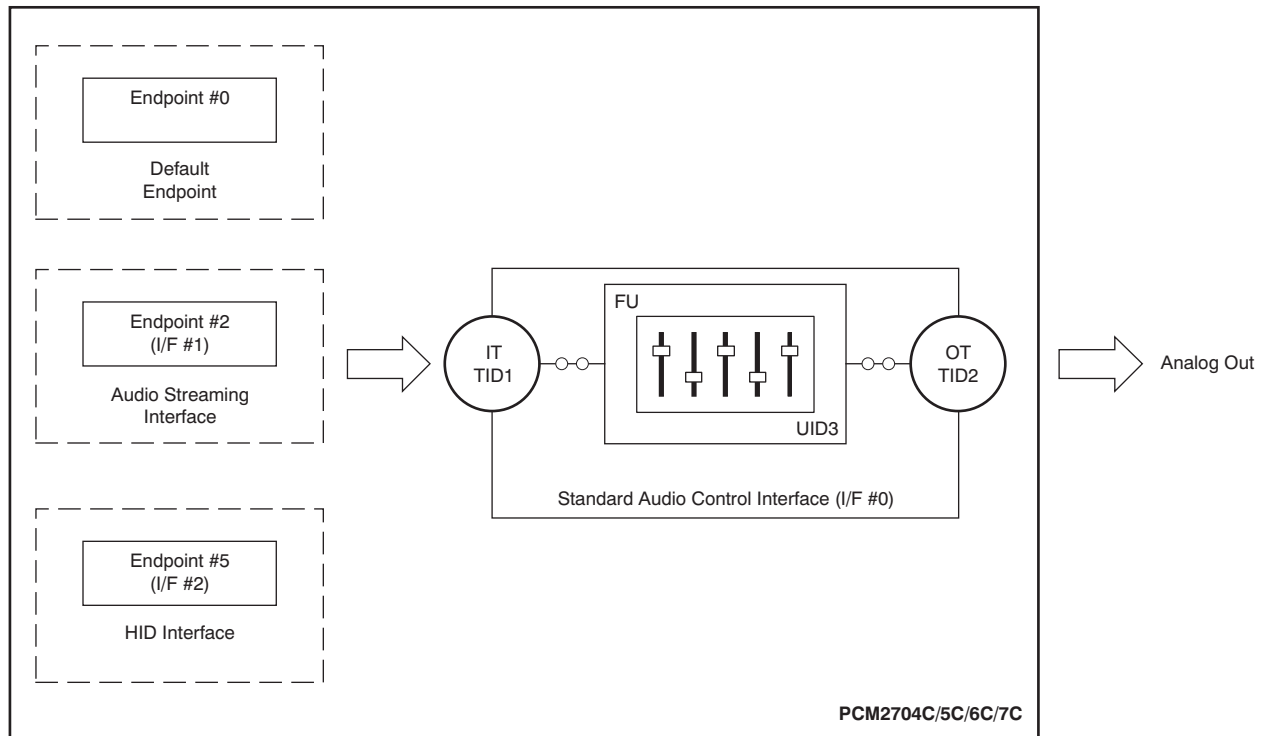 Endpoint #0
Default
Endpoint
Endpoint #2
(I/F #1)
Audio Streaming
Interface
Endpoint #5
(I/F #2)
HID Interface
IT
TID1
FU
UID3
OT
TID2
Standard Audio Control Interface (I/F #0)
Analog Out
PCM2704C/5C/6C/7C